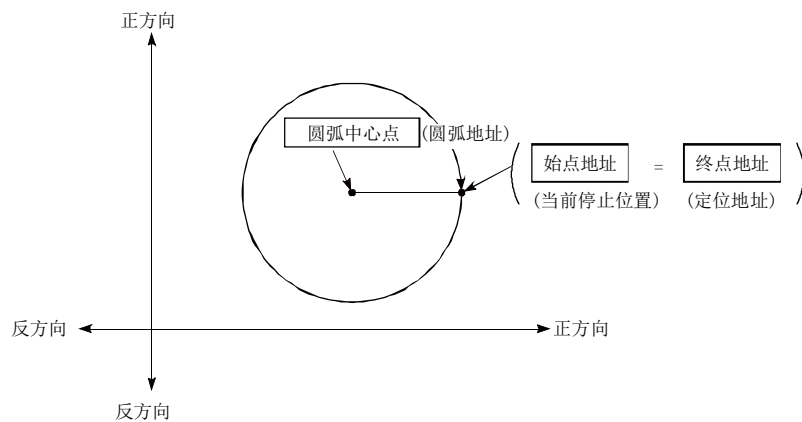 正方向
圆弧中心点 (圆弧地址)
始点地址 = 终点地址
(当前停止位置) (定位地址)
反方向 正方向
反方向